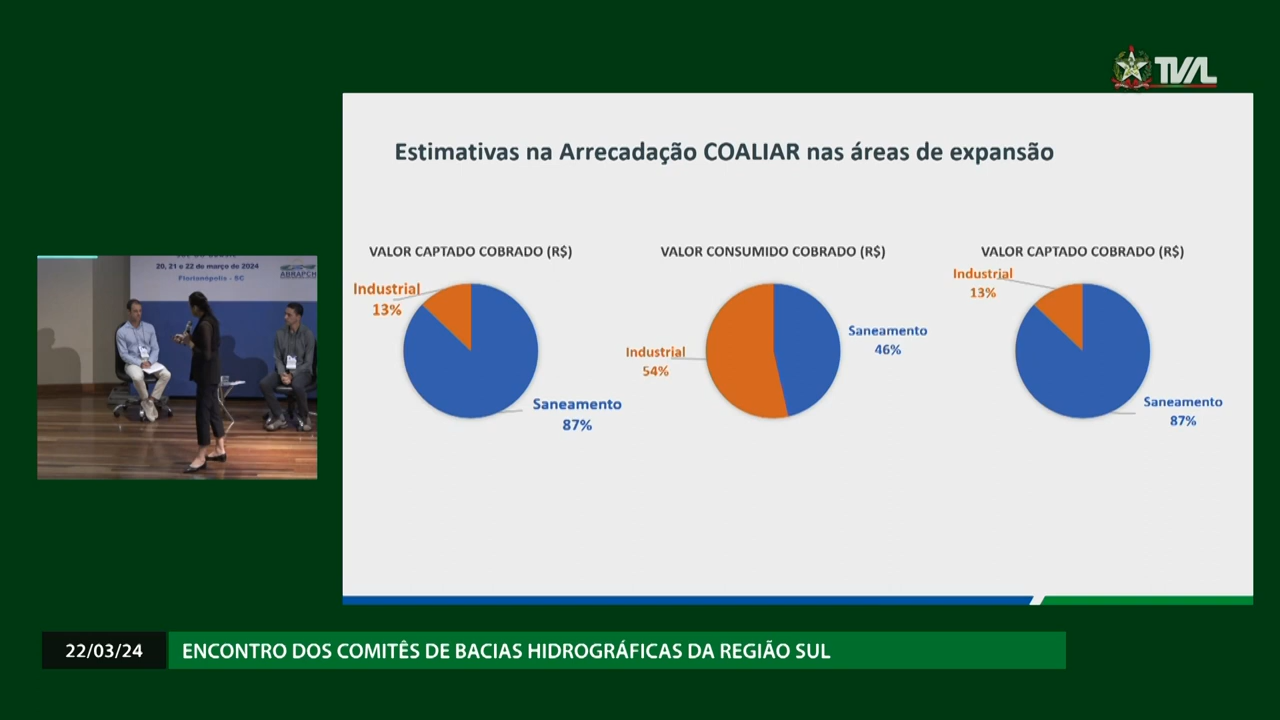 TVAL
Estimativas na Arrecadação COALIAR nas áreas de expansão
VALOR CAPTADO COBRADO (R$)
Industrial
13%
Saneamento
87%
VALOR CONSUMIDO COBRADO (R$)
Industrial
54%
Saneamento
46%
VALOR CAPTADO COBRADO (R$)
Industrial
13%
Saneamento
87%
20, 21 e 22 de março de 2024
Florianópolis - SC
ABRAPCH
22/03/24
ENCONTRO DOS COMITÊS DE BACIAS HIDROGRÁFICAS DA REGIÃO SUL